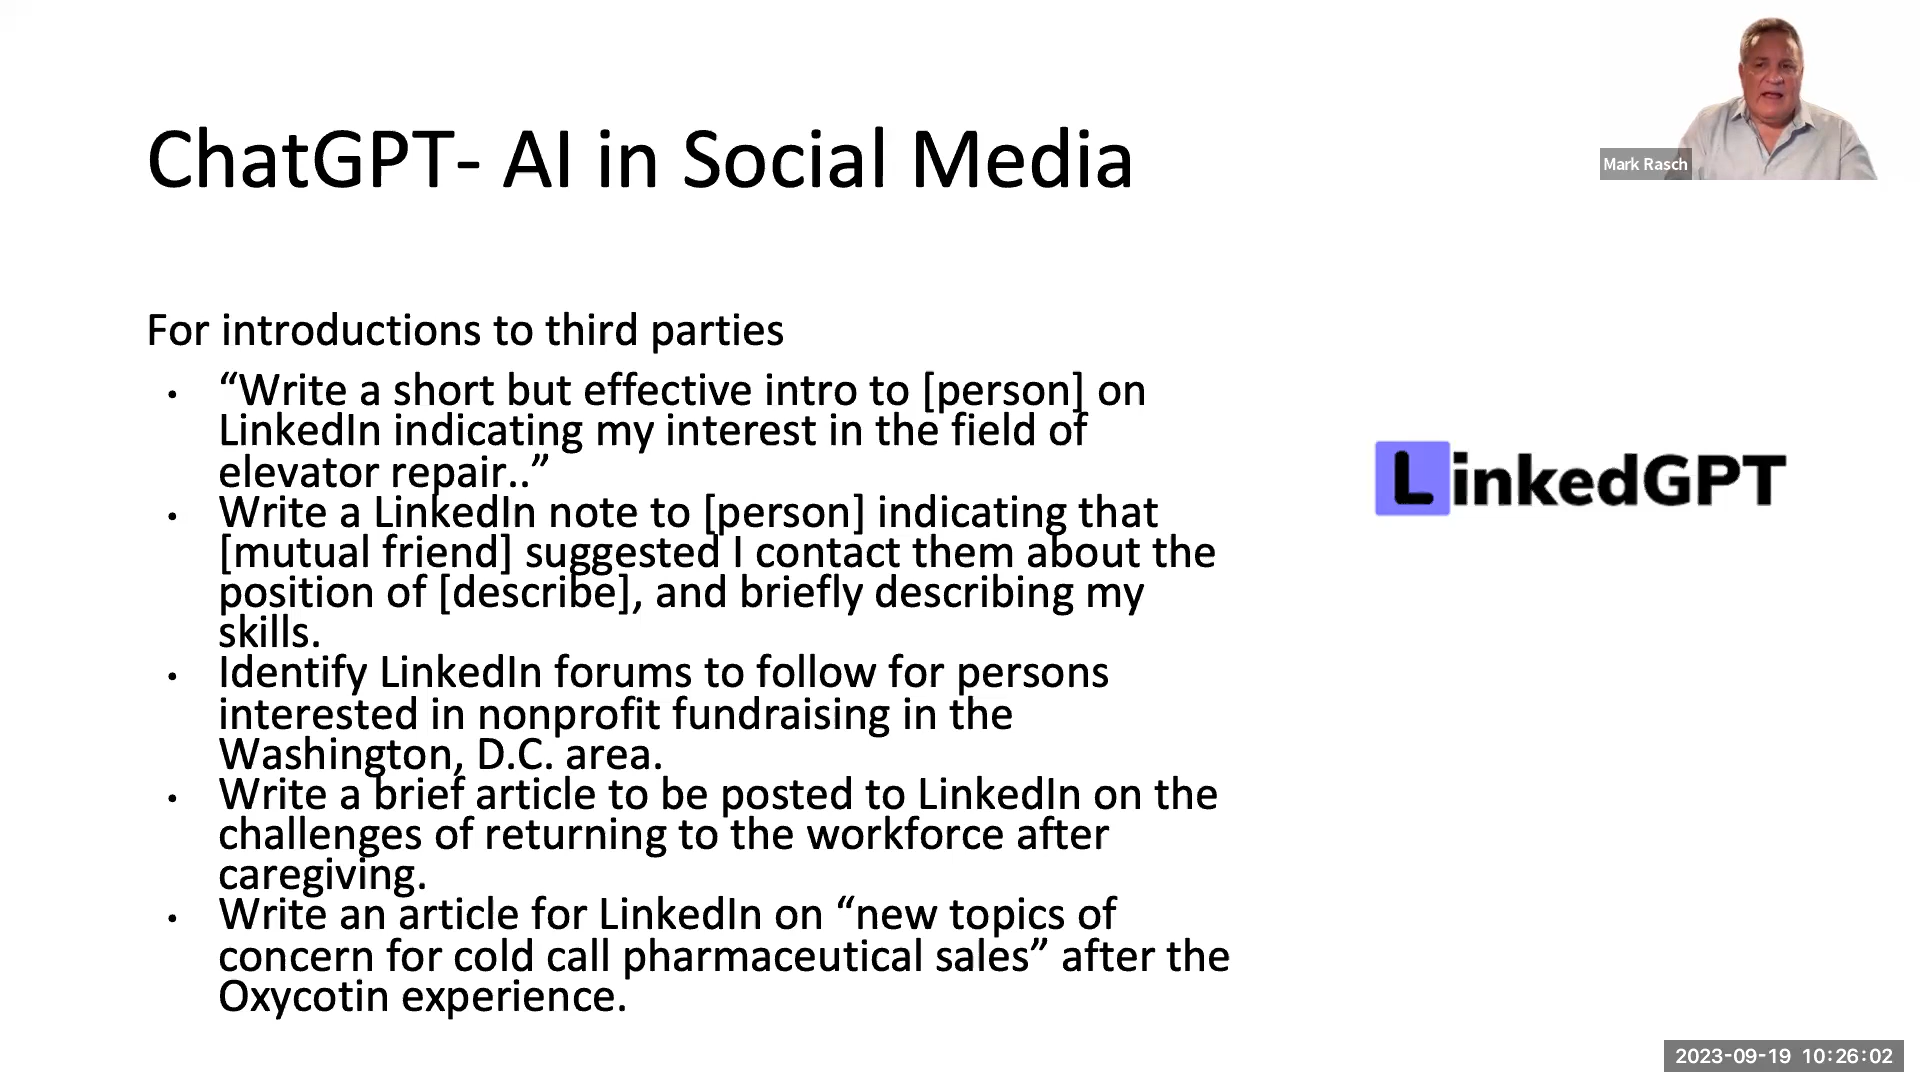 ChatGPT- AI in Social Media
Mark Rasch
For introductions to third parties
• “Write a short but effective intro to [person] on
LinkedIn indicating my interest in the field of
elevator repair..”
• Write a LinkedIn note to [person] indicating that
[mutual friend] suggested I contact them about the
position of [describe], and briefly describing my
skills.
• Identify LinkedIn forums to follow for persons
interested in nonprofit fundraising in the
Washington, D.C. area.
• Write a brief article to be posted to LinkedIn on the
challenges of returning to the workforce after
caregiving.
• Write an article for LinkedIn on “new topics of
concern for cold call pharmaceutical sales” after the
Oxycotin experience.
LinkedGPT
2023-09-19 10:26:02